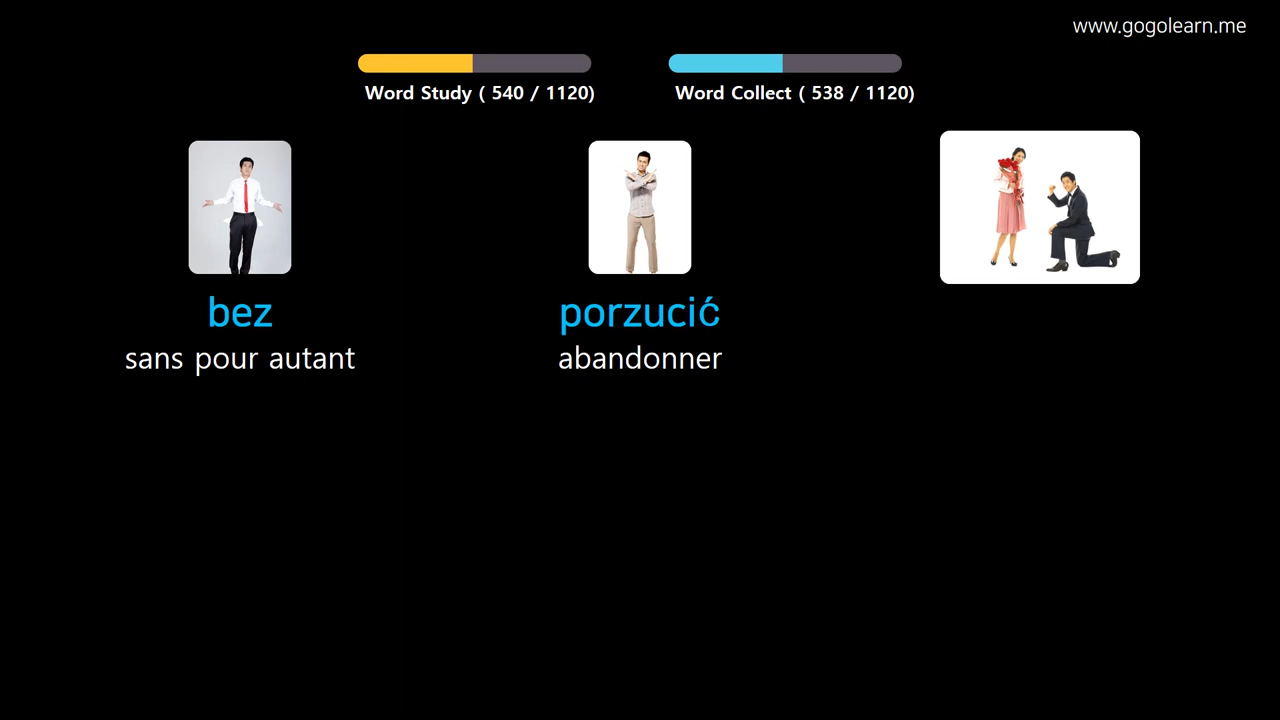 www.gogolearn.me
Word Study ( 540 / 1120)
Word Collect ( 538 / 1120)
bez
porzucić
sans pour autant
abandonner